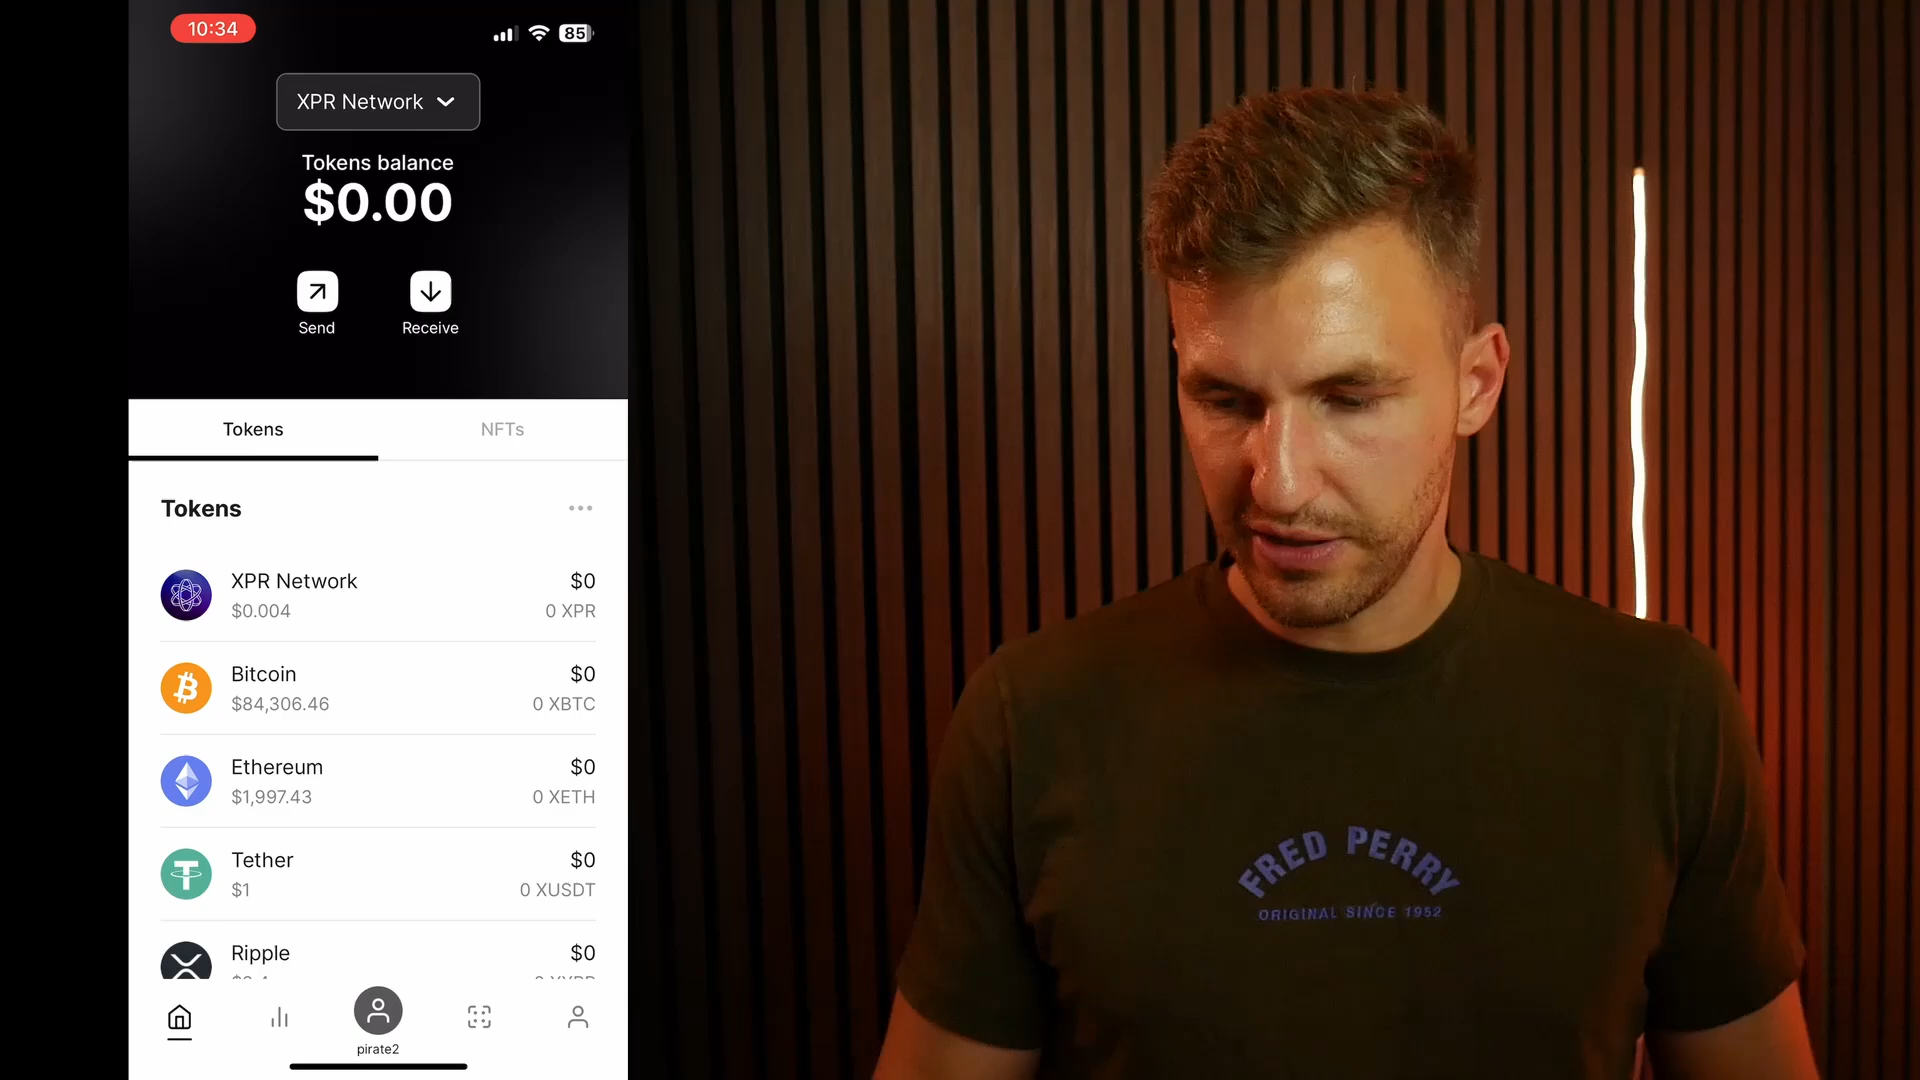 10:34
85
XPR Network
Tokens balance
$0.00
Send
Receive
Tokens
NFTs
Tokens
XPR Network
$0
$0.004
0 XPR
Bitcoin
$0
$84,306.46
0 XBTC
Ethereum
$0
$1,997.43
0 XETH
Tether
$0
$1
0 XUSDT
Ripple
$0
pirate2
FRED PERRY
ORIGINAL SINCE 1952